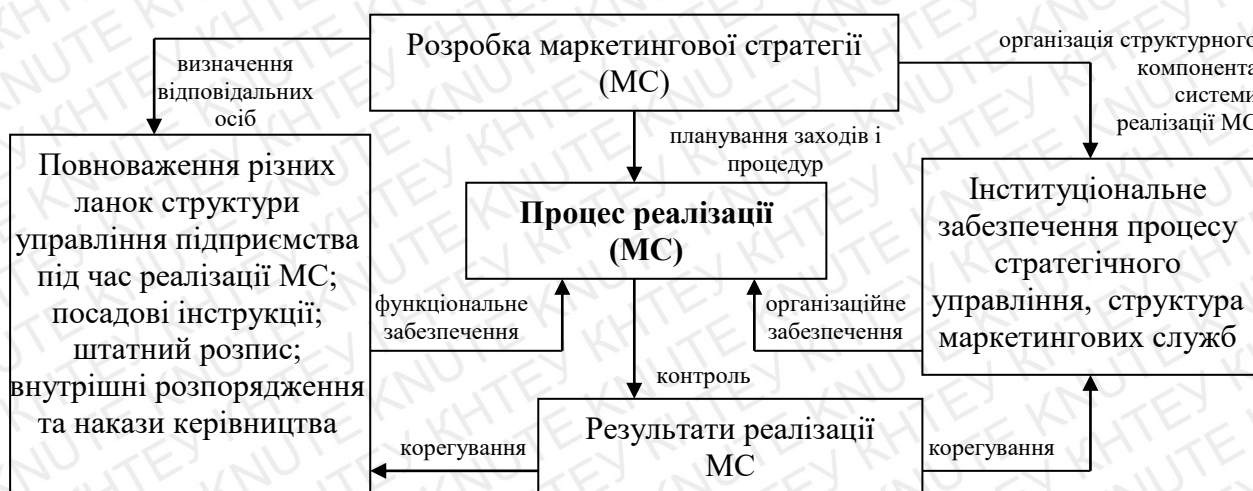 Розробка маркетингової стратегії
(МС)
визначення
відповідальних
осіб
організація структурного
компонента
системи
реалізації МС
планування заходів і
процедур
Повноваження різних
ланок структури
управління підприємства
під час реалізації МС;
посадові інструкції;
штатний розпис;
внутрішні розпорядження
та накази керівництва
Процес реалізації
(МС)
Інституціональне
забезпечення процесу
стратегічного
управління, структура
маркетингових служб
функціональне
забезпечення
організаційне
забезпечення
контроль
Результати реалізації
МС
корегування
корегування